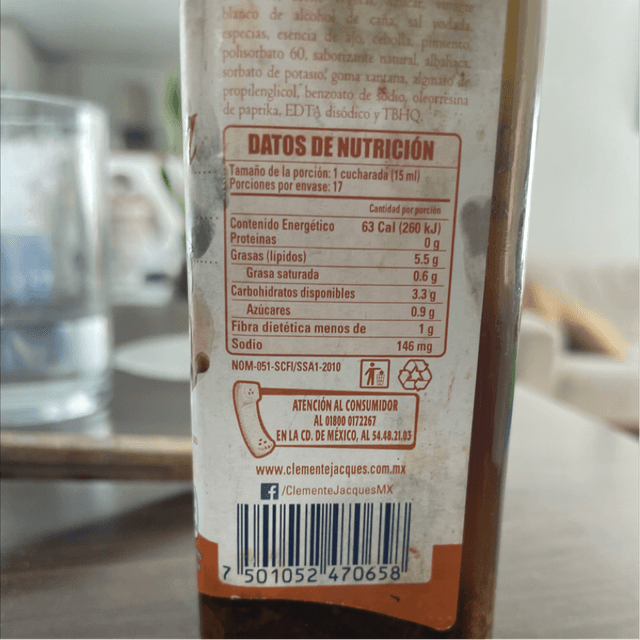 blanco de alcohol de caña, sal yodada,
especias, esencia de ajo, cebolla, pimiento,
polisorbato 60, saborizante natural, albahaca,
sorbato de potasio, goma xantana, alginato de
propilenglicol, benzoato de sodio, oleorresina
de paprika, EDTA disódico y TBHQ.
DATOS DE NUTRICIÓN
Tamaño de la porción: 1 cucharada (15 ml)
Porciones por envase: 17
Cantidad por porción
Contenido Energético 63 Cal (260 kJ)
Proteínas 0 g
Grasas (lípidos) 5.5 g
Grasa saturada 0.6 g
Carbohidratos disponibles 3.3 g
Azúcares 0.9 g
Fibra dietética menos de 1 g
Sodio 146 mg
NOM-051-SCFI/SSA1-2010
ATENCIÓN AL CONSUMIDOR
AL 01800 0172267
EN LA CD. DE MÉXICO, AL 54.48.21.03
www.clementejacques.com.mx
f /ClementeJacquesMX
7 501052 470658